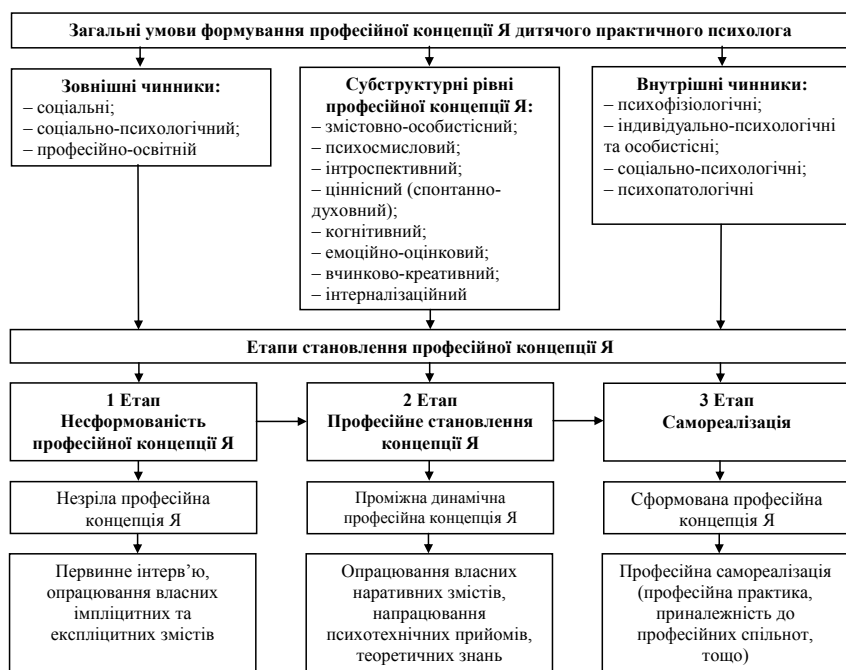 Загальні умови формування професійної концепції Я дитячого практичного психолога
Зовнішні чинники:
– соціальні;
– соціально-психологічний;
– професійно-освітній
Субструктурні рівні
професійної концепції Я:
– змістовно-особистісний;
– психосмисловий;
– інтроспективний;
– ціннісний (спонтанно-
духовний);
– когнітивний;
– емоційно-оцінковий;
– вчинково-креативний;
– інтерналізаційний
Внутрішні чинники:
– психофізіологічні;
– індивідуально-психологічні
та особистісні;
– соціально-психологічні;
– психопатологічні
Етапи становлення професійної концепції Я
1 Етап
Несформованість
професійної концепції Я
2 Етап
Професійне становлення
концепції Я
3 Етап
Самореалізація
Незріла професійна
концепція Я
Проміжна динамічна
професійна концепція Я
Сформована професійна
концепція Я
Первинне інтерв’ю,
опрацювання власних
імпліцитних та
експліцитних змістів
Опрацювання власних
наративних змістів,
напрацювання
психотехнічних прийомів,
теоретичних знань
Професійна самореалізація
(професійна практика,
приналежність до
професійних спільнот,
тощо)